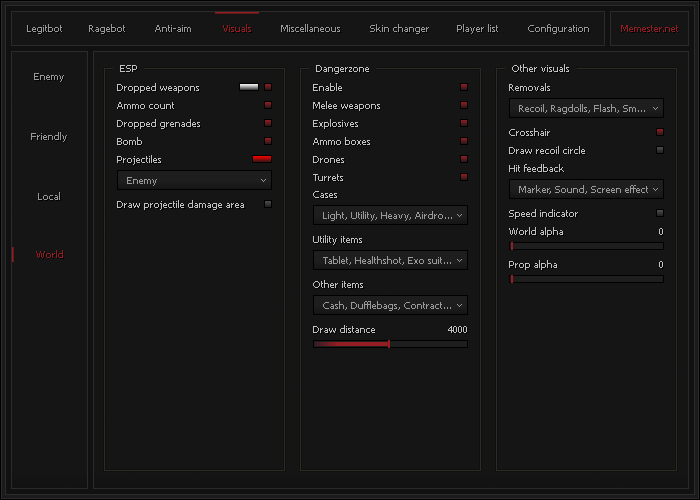 Legitbot Ragebot Anti-aim Visuals Miscellaneous Skin changer Player list Configuration Memester.net
Enemy
Friendly
Local
World
ESP
Dropped weapons
Ammo count
Dropped grenades
Bomb
Projectiles
Enemy
Draw projectile damage area
Dangerzone
Enable
Melee weapons
Explosives
Ammo boxes
Drones
Turrets
Cases
Light, Utility, Heavy, Airdro...
Utility items
Tablet, Healthshot, Exo suit...
Other items
Cash, Dufflebags, Contract...
Draw distance 4000
Other visuals
Removals
Recoil, Ragdolls, Flash, Sm...
Crosshair
Draw recoil circle
Hit feedback
Marker, Sound, Screen effect
Speed indicator
World alpha 0
Prop alpha 0